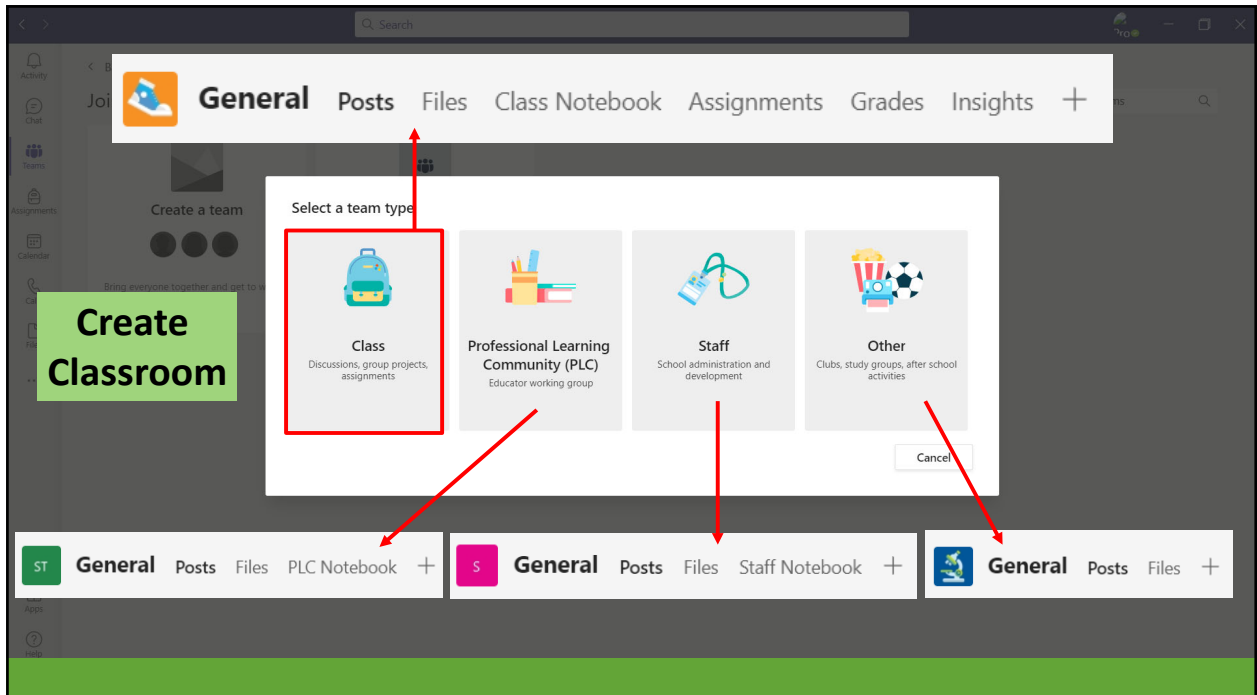 Search
Activity
General Posts Files Class Notebook Assignments Grades Insights +
Chat
Teams
Assignments
Calendar
Create a team
Bring everyone together and get to w
Create
Classroom
Select a team type
Class
Discussions, group projects,
assignments
Professional Learning
Community (PLC)
Educator working group
Staff
School administration and
development
Other
Clubs, study groups, after school
activities
Cancel
ST General Posts Files PLC Notebook +
S General Posts Files Staff Notebook +
General Posts Files +
Apps
Help